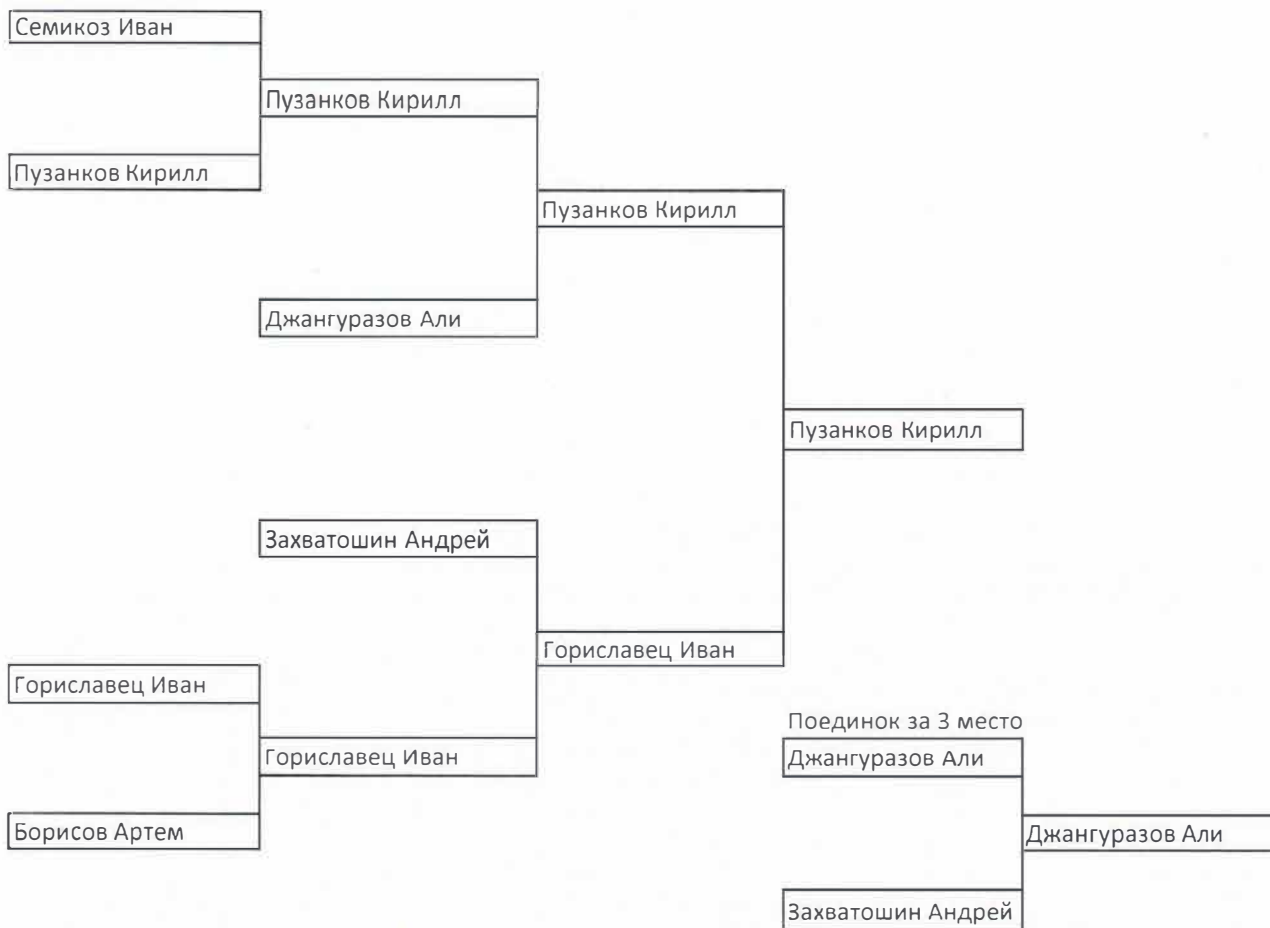 Семикоз Иван
Пузанков Кирилл
Пузанков Кирилл
Пузанков Кирилл
Джангуразов Али
Пузанков Кирилл
Захватошин Андрей
Гориславец Иван
Гориславец Иван
Гориславец Иван
Борисов Артем
Поединок за 3 место
Джангуразов Али
Джангуразов Али
Захватошин Андрей